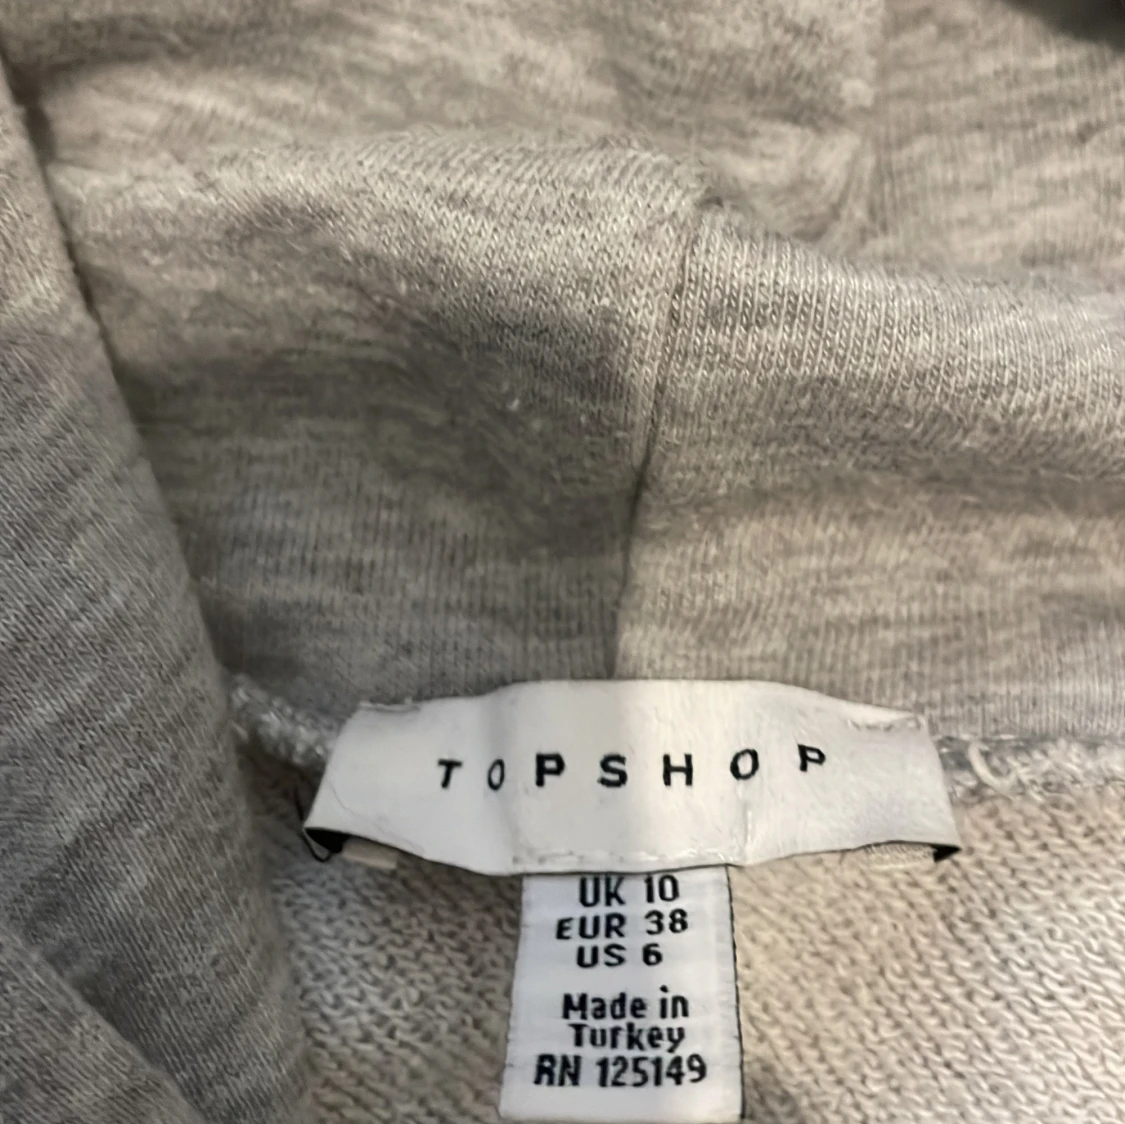 TOPSHOP
UK 10
EUR 38
US 6
Made in
Turkey
RN 125149